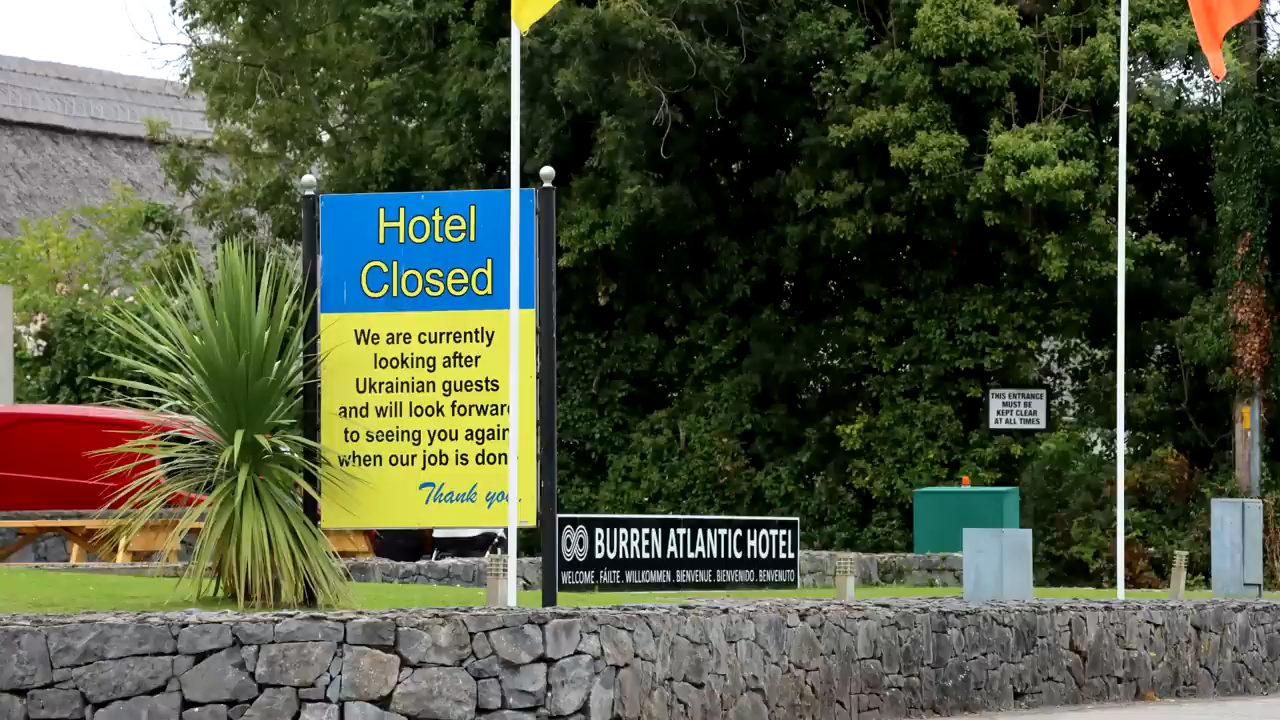 Hotel
Closed
We are currently
looking after
Ukrainian guests
and will look forward
to seeing you again
when our job is done
Thank you
BURREN ATLANTIC HOTEL
WELCOME . FÁILTE . WILLKOMMEN . BIENVENUE . BIENVENIDO . BENVENUTO
THIS ENTRANCE
MUST BE
KEPT CLEAR
AT ALL TIMES